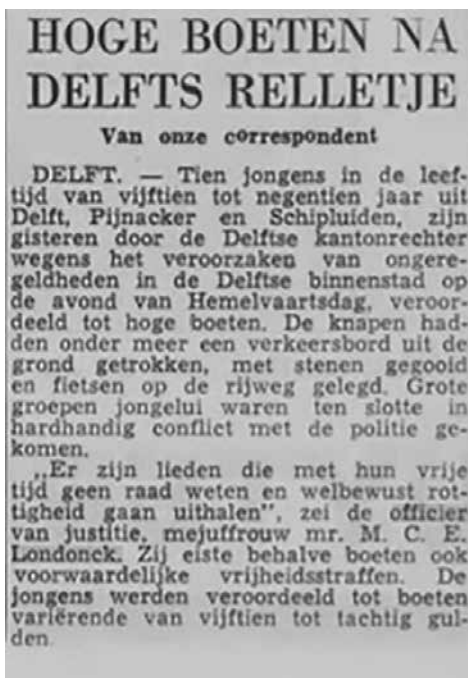 HOGE BOETEN NA
DELFTS RELLETJE
Van onze correspondent
DELFT. — Tien jongens in de leef-
tijd van vijftien tot negentien jaar uit
Delft, Pijnacker en Schipluiden, zijn
gisteren door de Delftse kantonrechter
wegens het veroorzaken van ongere-
geldheden in de Delftse binnenstad op
de avond van Hemelvaartsdag, veroor-
deeld tot hoge boeten. De knapen had-
den onder meer een verkeersbord uit de
grond getrokken, met stenen gegooid
en fietsen op de rijweg gelegd. Grote
groepen jongelui waren ten slotte in
hardhandig conflict met de politie ge-
komen.
„Er zijn lieden die met hun vrije
tijd geen raad weten en welbewust rot-
tigheid gaan uithalen”, zei de officier
van justitie, mejuffrouw mr. M. C. E.
Londonck. Zij eiste behalve boeten ook
voorwaardelijke vrijheidsstraffen. De
jongens werden veroordeeld tot boeten
variërende van vijftien tot tachtig gul-
den.